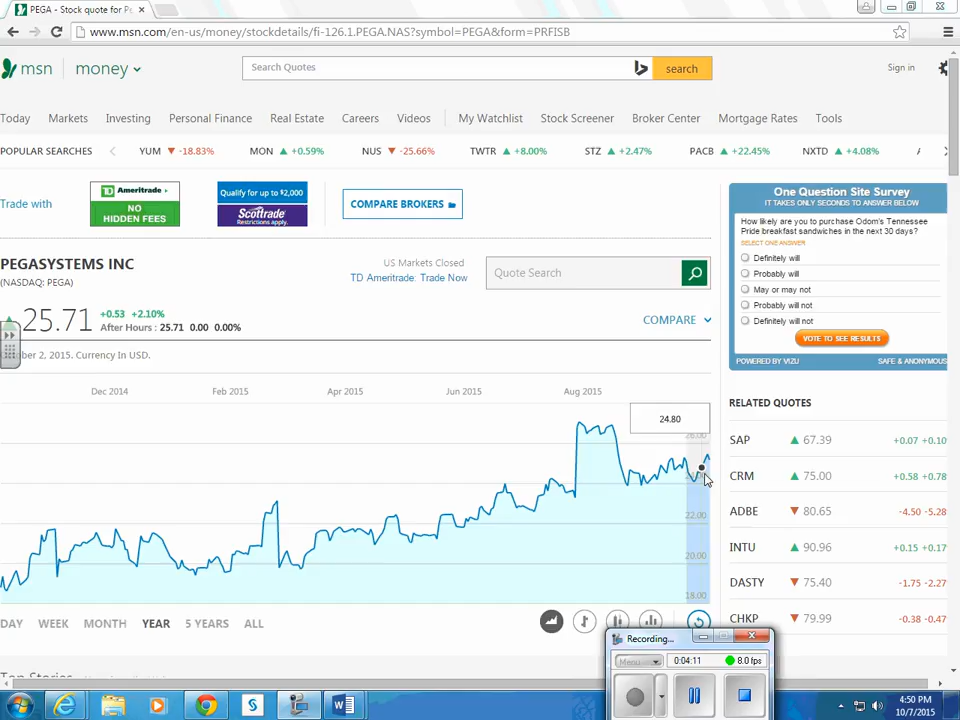 PEGA - Stock quote for P
www.msn.com/en-us/money/stockdetails/fi-126.1.PEGA.NAS?symbol=PEGA&form=PRFISB
msn money Search Quotes search Sign in
Today Markets Investing Personal Finance Real Estate Careers Videos My Watchlist Stock Screener Broker Center Mortgage Rates Tools
POPULAR SEARCHES YUM -18.83% MON +0.59% NUS -25.66% TWTR +8.00% STZ +2.47% PACB +22.45% NXTD +4.08%
Trade with
TD Ameritrade
NO
HIDDEN FEES
Qualify for up to $2,000
Scottrade
Restrictions apply.
COMPARE BROKERS
One Question Site Survey
IT TAKES ONLY SECONDS TO ANSWER BELOW
How likely are you to purchase Odom's Tennessee
Pride breakfast sandwiches in the next 30 days?
SELECT ONE ANSWER
Definitely will
Probably will
May or may not
Probably will not
Definitely will not
VOTE TO SEE RESULTS
POWERED BY VIZU SAFE & ANONYMOUS
PEGASYSTEMS INC
(NASDAQ: PEGA)
US Markets Closed
TD Ameritrade: Trade Now
Quote Search
25.71 +0.53 +2.10%
After Hours : 25.71 0.00 0.00%
COMPARE
ber 2, 2015. Currency In USD.
Dec 2014 Feb 2015 Apr 2015 Jun 2015 Aug 2015
24.80
26.00
22.00
20.00
18.00
DAY WEEK MONTH YEAR 5 YEARS ALL
RELATED QUOTES
SAP 67.39 +0.07 +0.10
CRM 75.00 +0.58 +0.78
ADBE 80.65 -4.50 -5.28
INTU 90.96 +0.15 +0.17
DASTY 75.40 -1.75 -2.27
CHKP 79.99 -0.38 -0.47
Recording...
Menu 0:04:11 8.0 fps
4:50 PM
10/7/2015